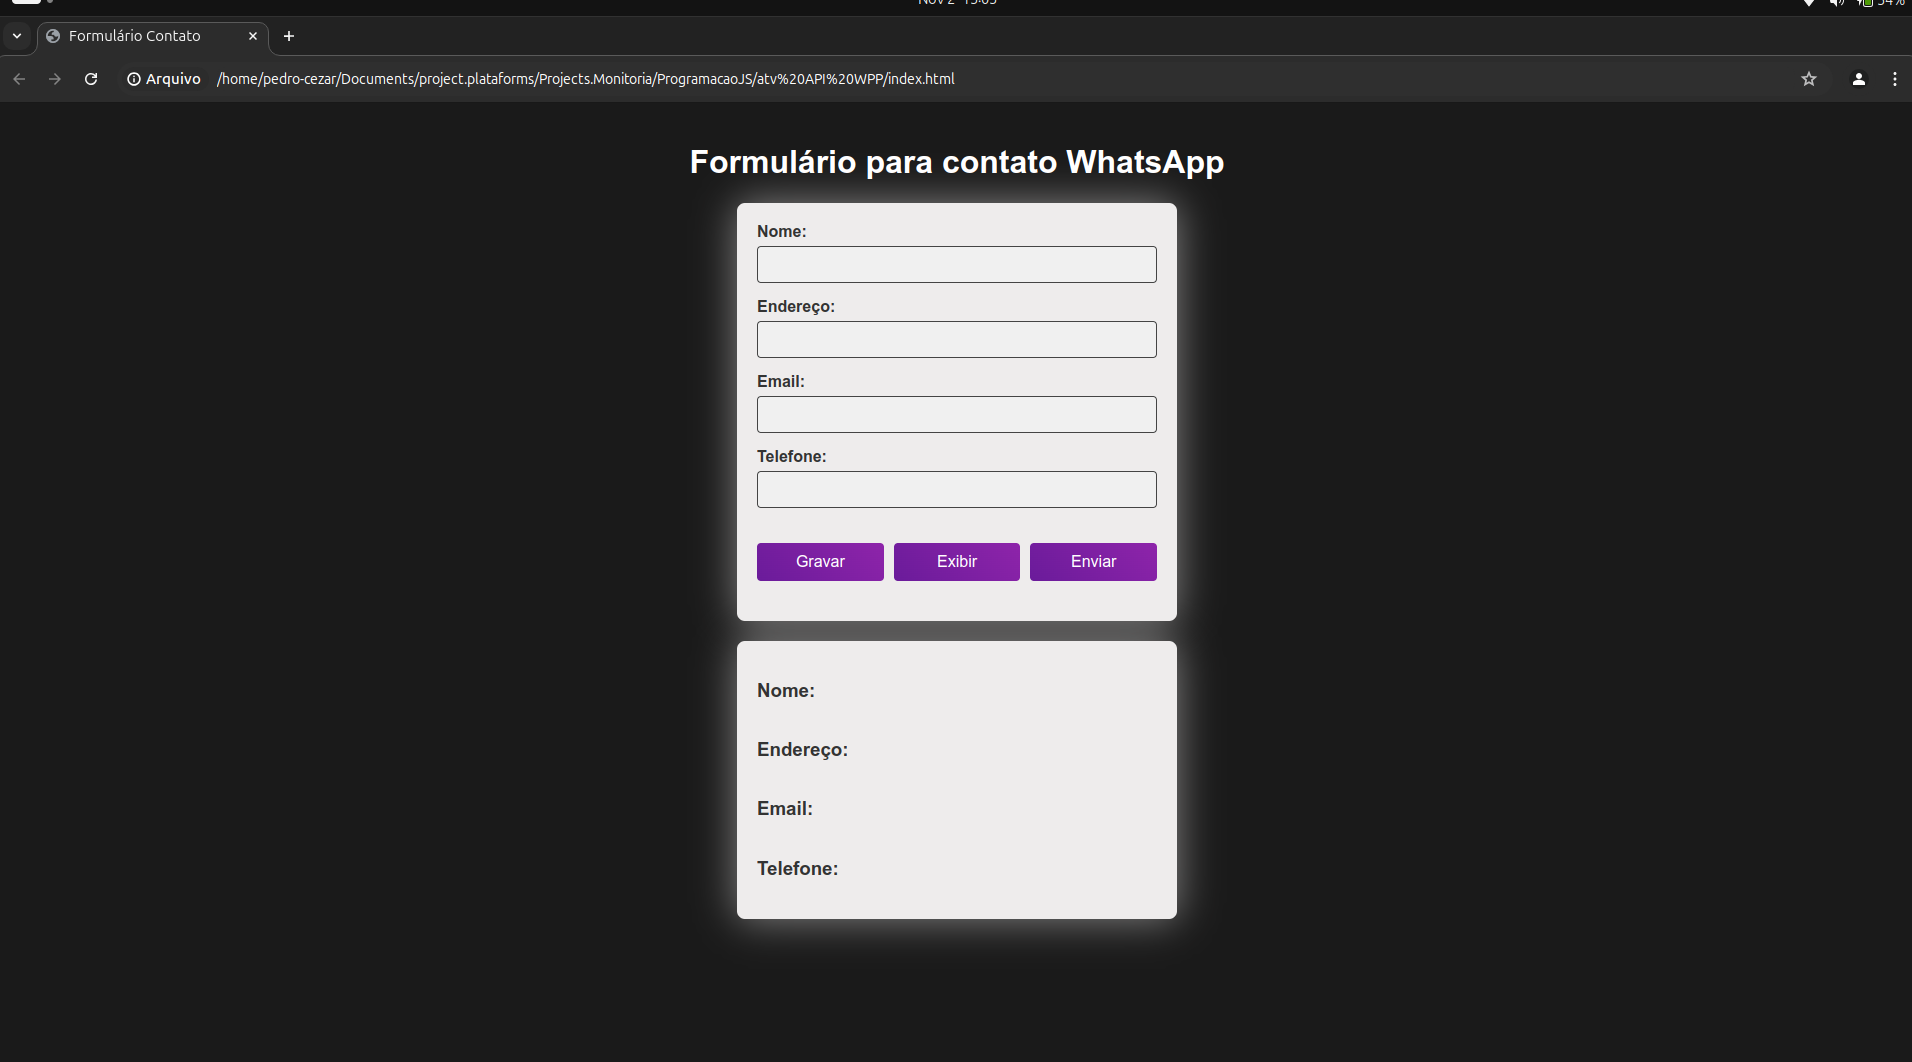 Nov 2 15:05
54%
Formulário Contato
Arquivo /home/pedro-cezar/Documents/project.plataforms/Projects.Monitoria/ProgramacaoJS/atv%20API%20WPP/index.html
Formulário para contato WhatsApp
Nome:
Endereço:
Email:
Telefone:
Gravar Exibir Enviar
Nome:
Endereço:
Email:
Telefone: